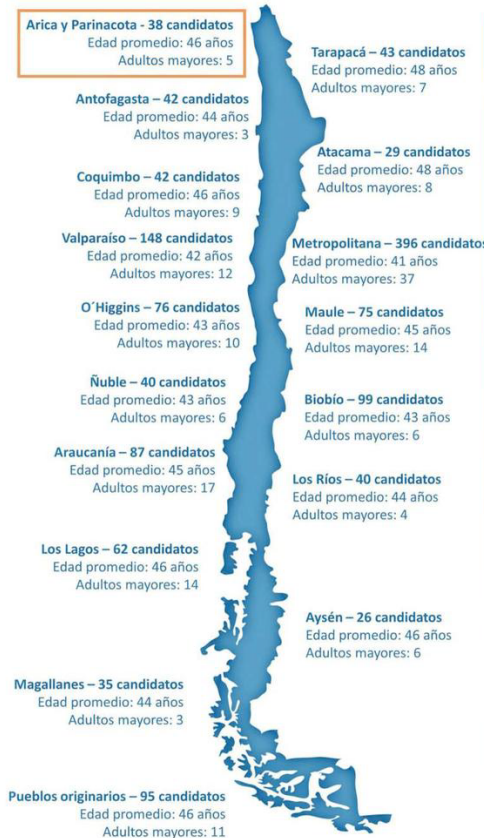 Arica y Parinacota - 38 candidatos
Edad promedio: 46 años
Adultos mayores: 5
Tarapacá – 43 candidatos
Edad promedio: 48 años
Adultos mayores: 7
Antofagasta – 42 candidatos
Edad promedio: 44 años
Adultos mayores: 3
Atacama – 29 candidatos
Edad promedio: 48 años
Adultos mayores: 8
Coquimbo – 42 candidatos
Edad promedio: 46 años
Adultos mayores: 9
Valparaíso – 148 candidatos
Edad promedio: 42 años
Adultos mayores: 12
Metropolitana – 396 candidatos
Edad promedio: 41 años
Adultos mayores: 37
O´Higgins – 76 candidatos
Edad promedio: 43 años
Adultos mayores: 10
Maule – 75 candidatos
Edad promedio: 45 años
Adultos mayores: 14
Ñuble – 40 candidatos
Edad promedio: 43 años
Adultos mayores: 6
Biobío – 99 candidatos
Edad promedio: 43 años
Adultos mayores: 6
Araucanía – 87 candidatos
Edad promedio: 45 años
Adultos mayores: 17
Los Ríos – 40 candidatos
Edad promedio: 44 años
Adultos mayores: 4
Los Lagos – 62 candidatos
Edad promedio: 46 años
Adultos mayores: 14
Aysén – 26 candidatos
Edad promedio: 46 años
Adultos mayores: 6
Magallanes – 35 candidatos
Edad promedio: 44 años
Adultos mayores: 3
Pueblos originarios – 95 candidatos
Edad promedio: 46 años
Adultos mayores: 11